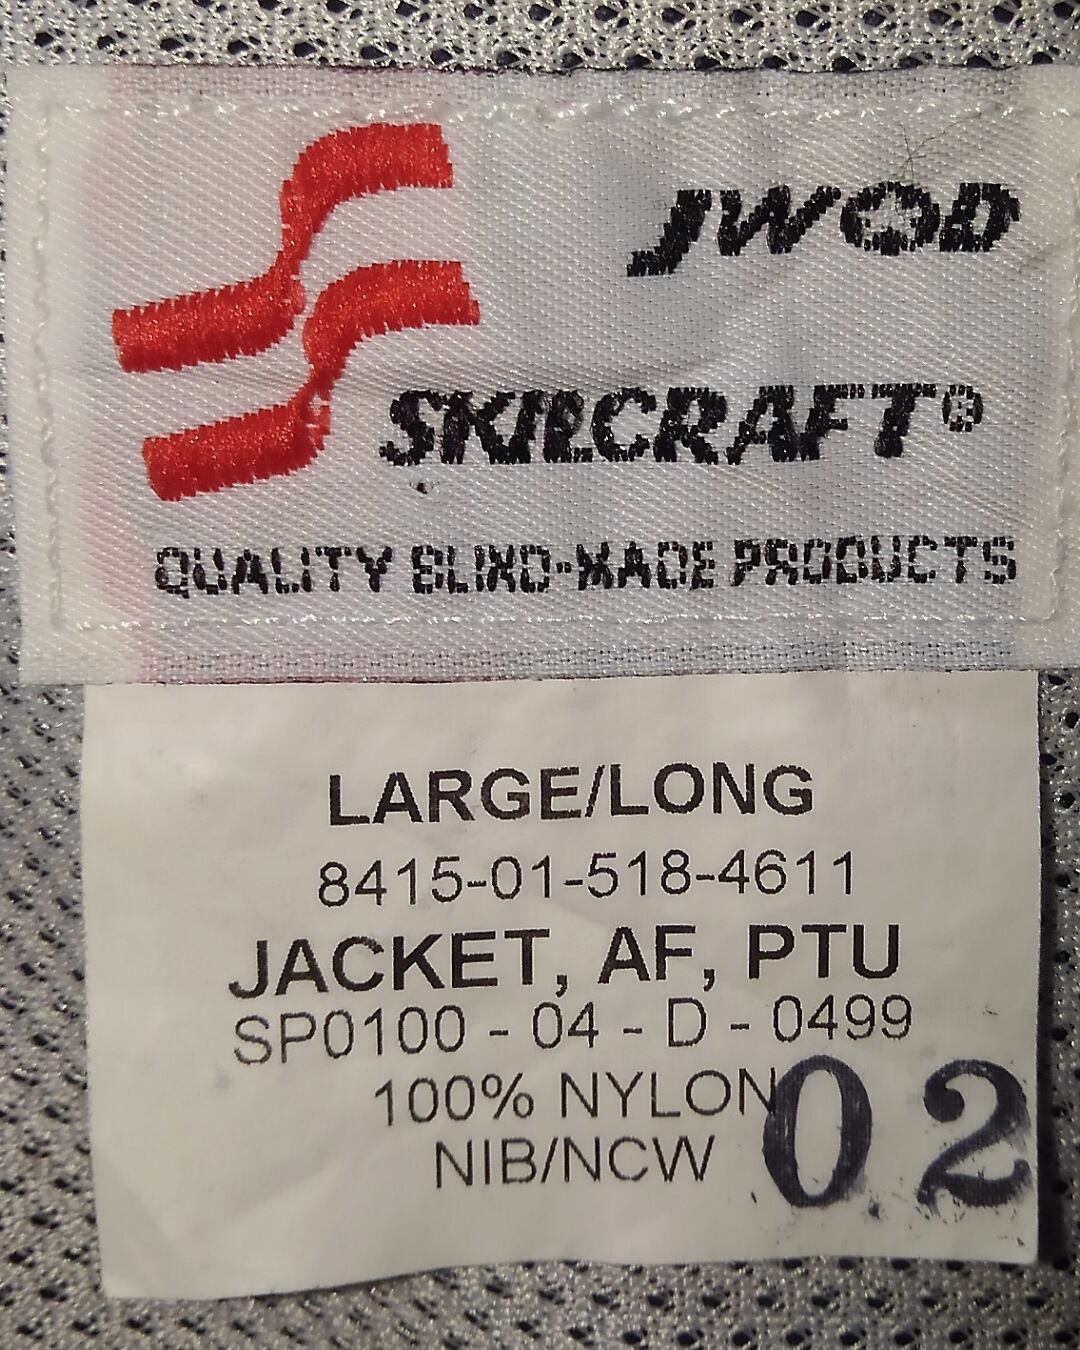 JWOD
SKILCRAFT®
QUALITY BLIND-MADE PRODUCTS
LARGE/LONG
8415-01-518-4611
JACKET, AF, PTU
SP0100 - 04 - D - 0499
100% NYLON
NIB/NCW
02